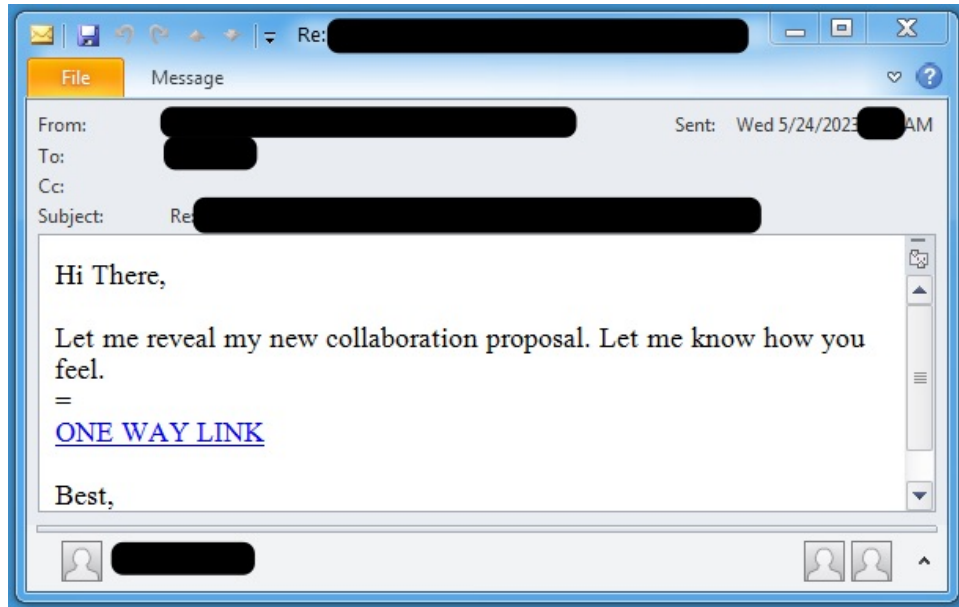 Re:
File Message
From: Sent: Wed 5/24/2023 AM
To:
Cc:
Subject: Re:
Hi There,
Let me reveal my new collaboration proposal. Let me know how you
feel.
=
ONE WAY LINK
Best,